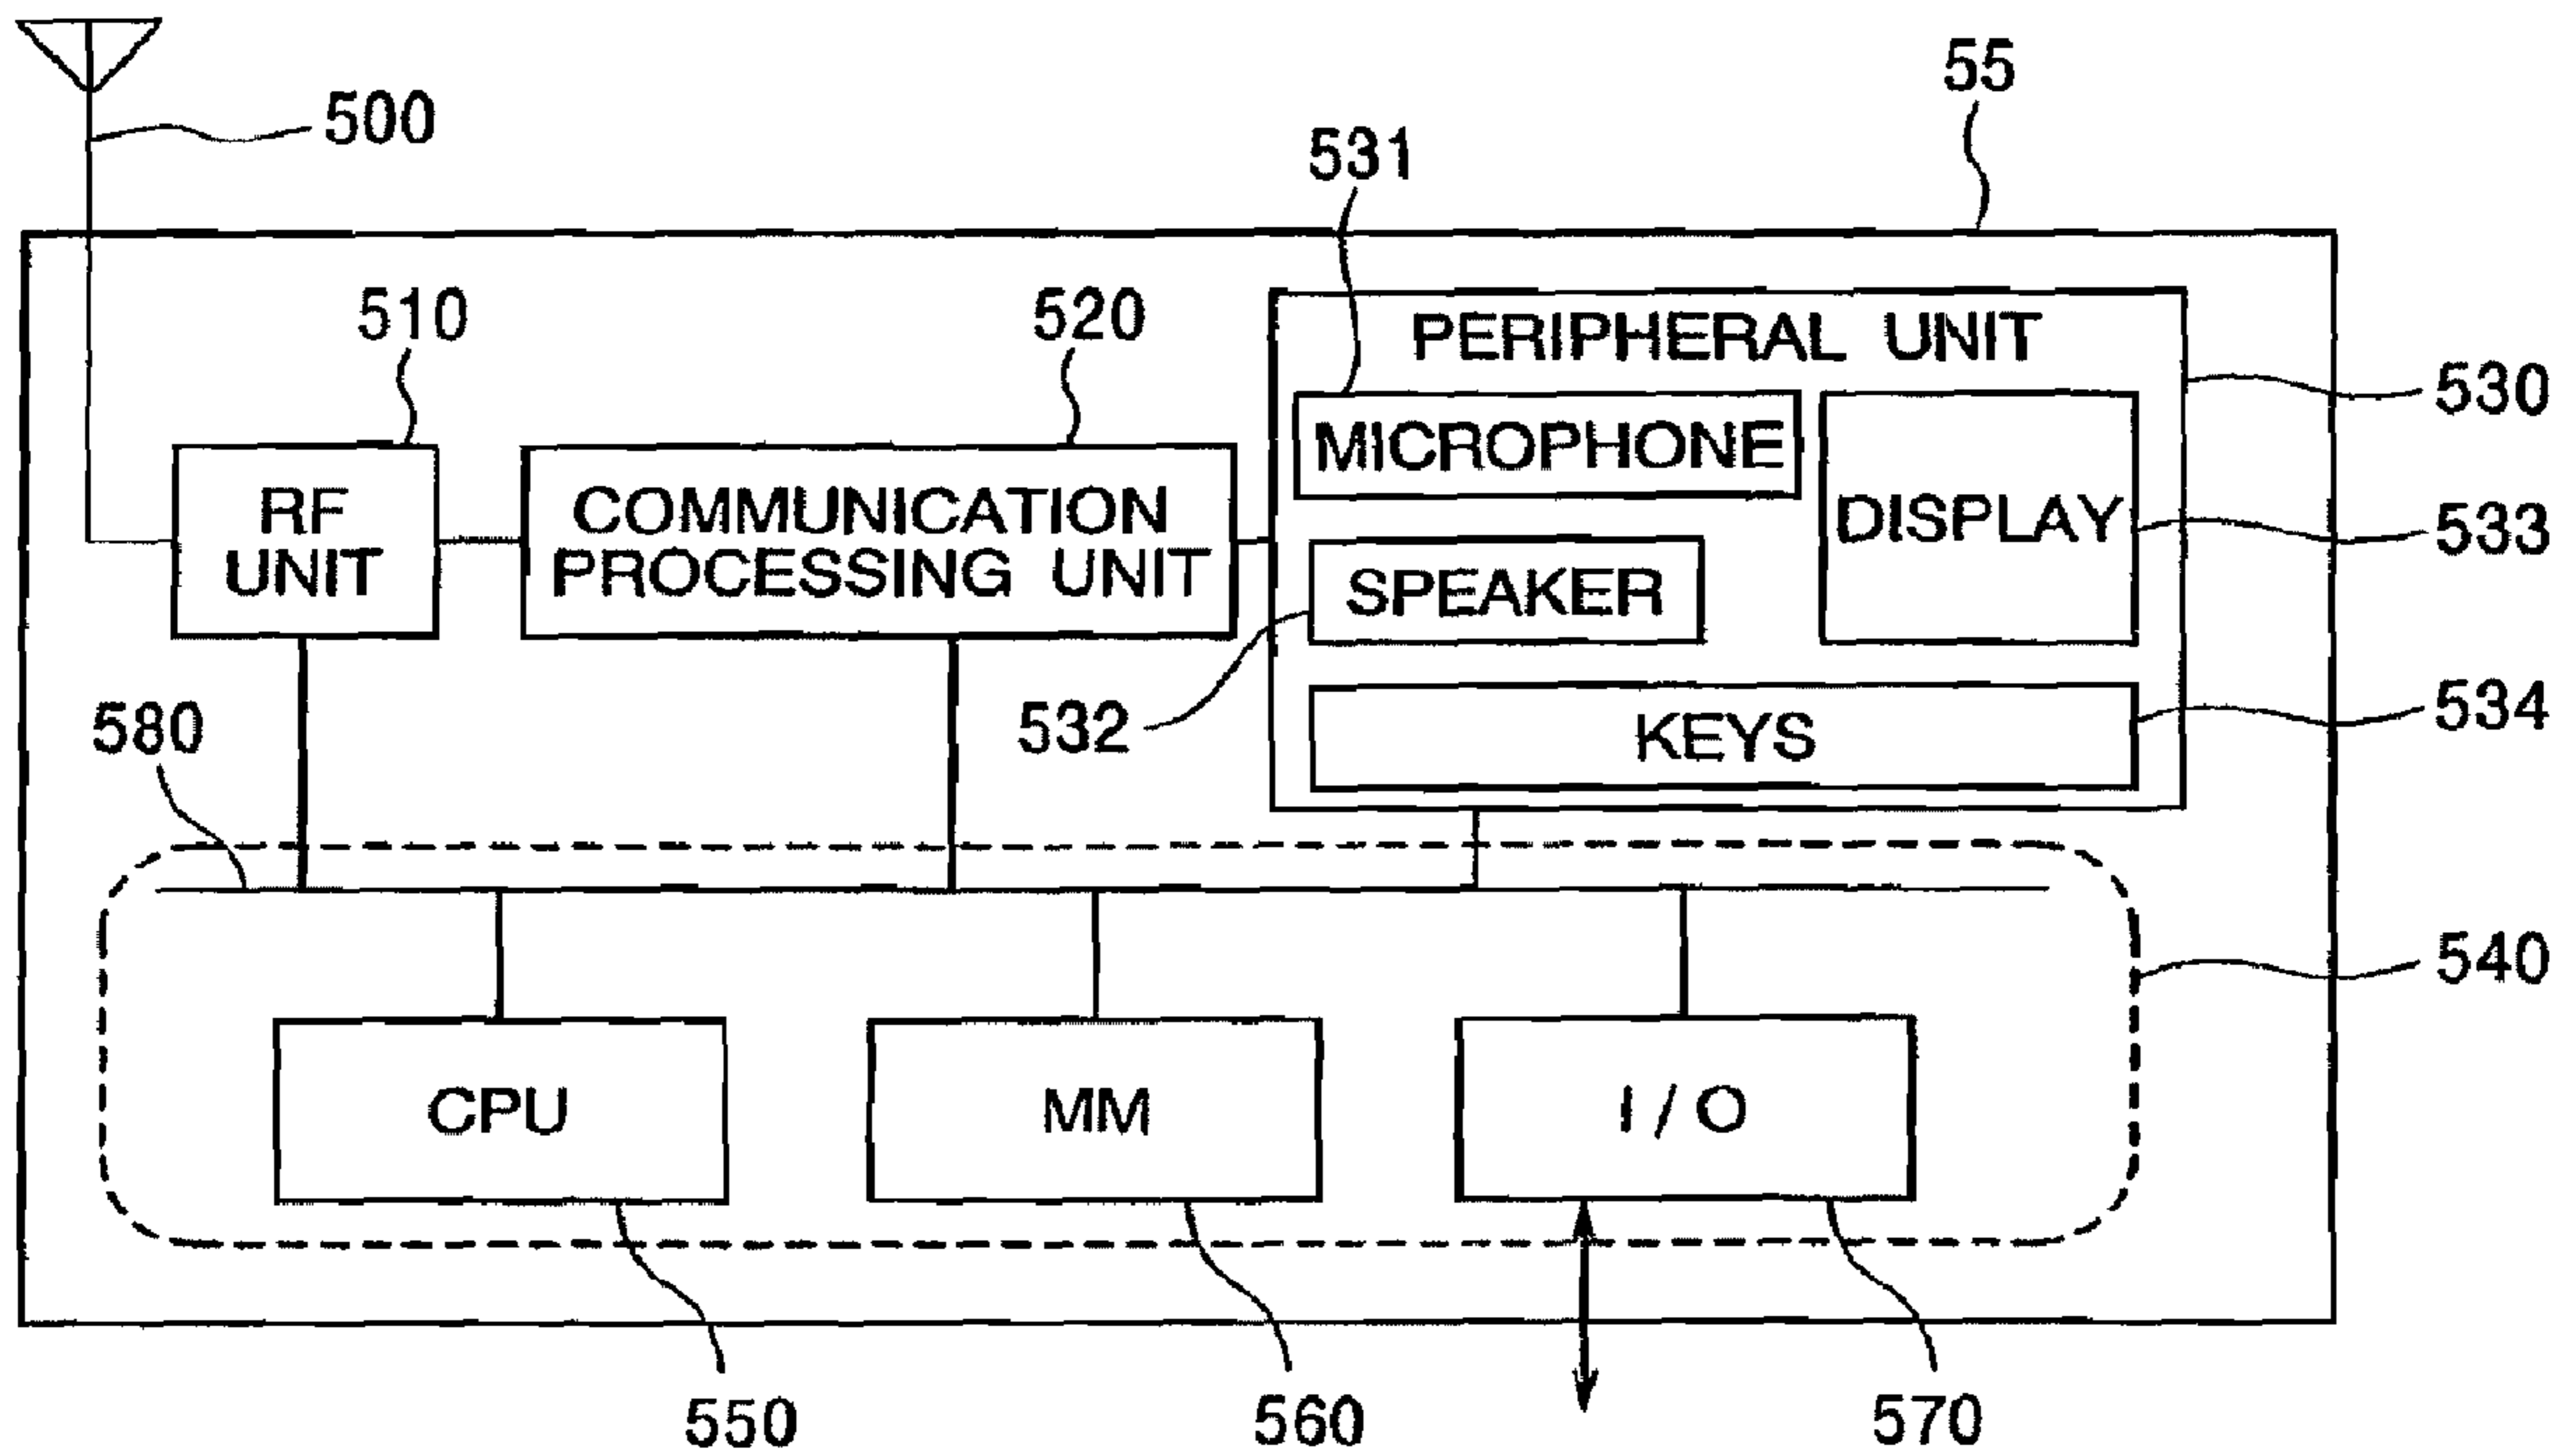 55
500
531
510
520
PERIPHERAL UNIT
530
MICROPHONE
RF
UNIT
COMMUNICATION
PROCESSING UNIT
DISPLAY
533
SPEAKER
532
580
KEYS
534
540
CPU
MM
I / O
550
560
570